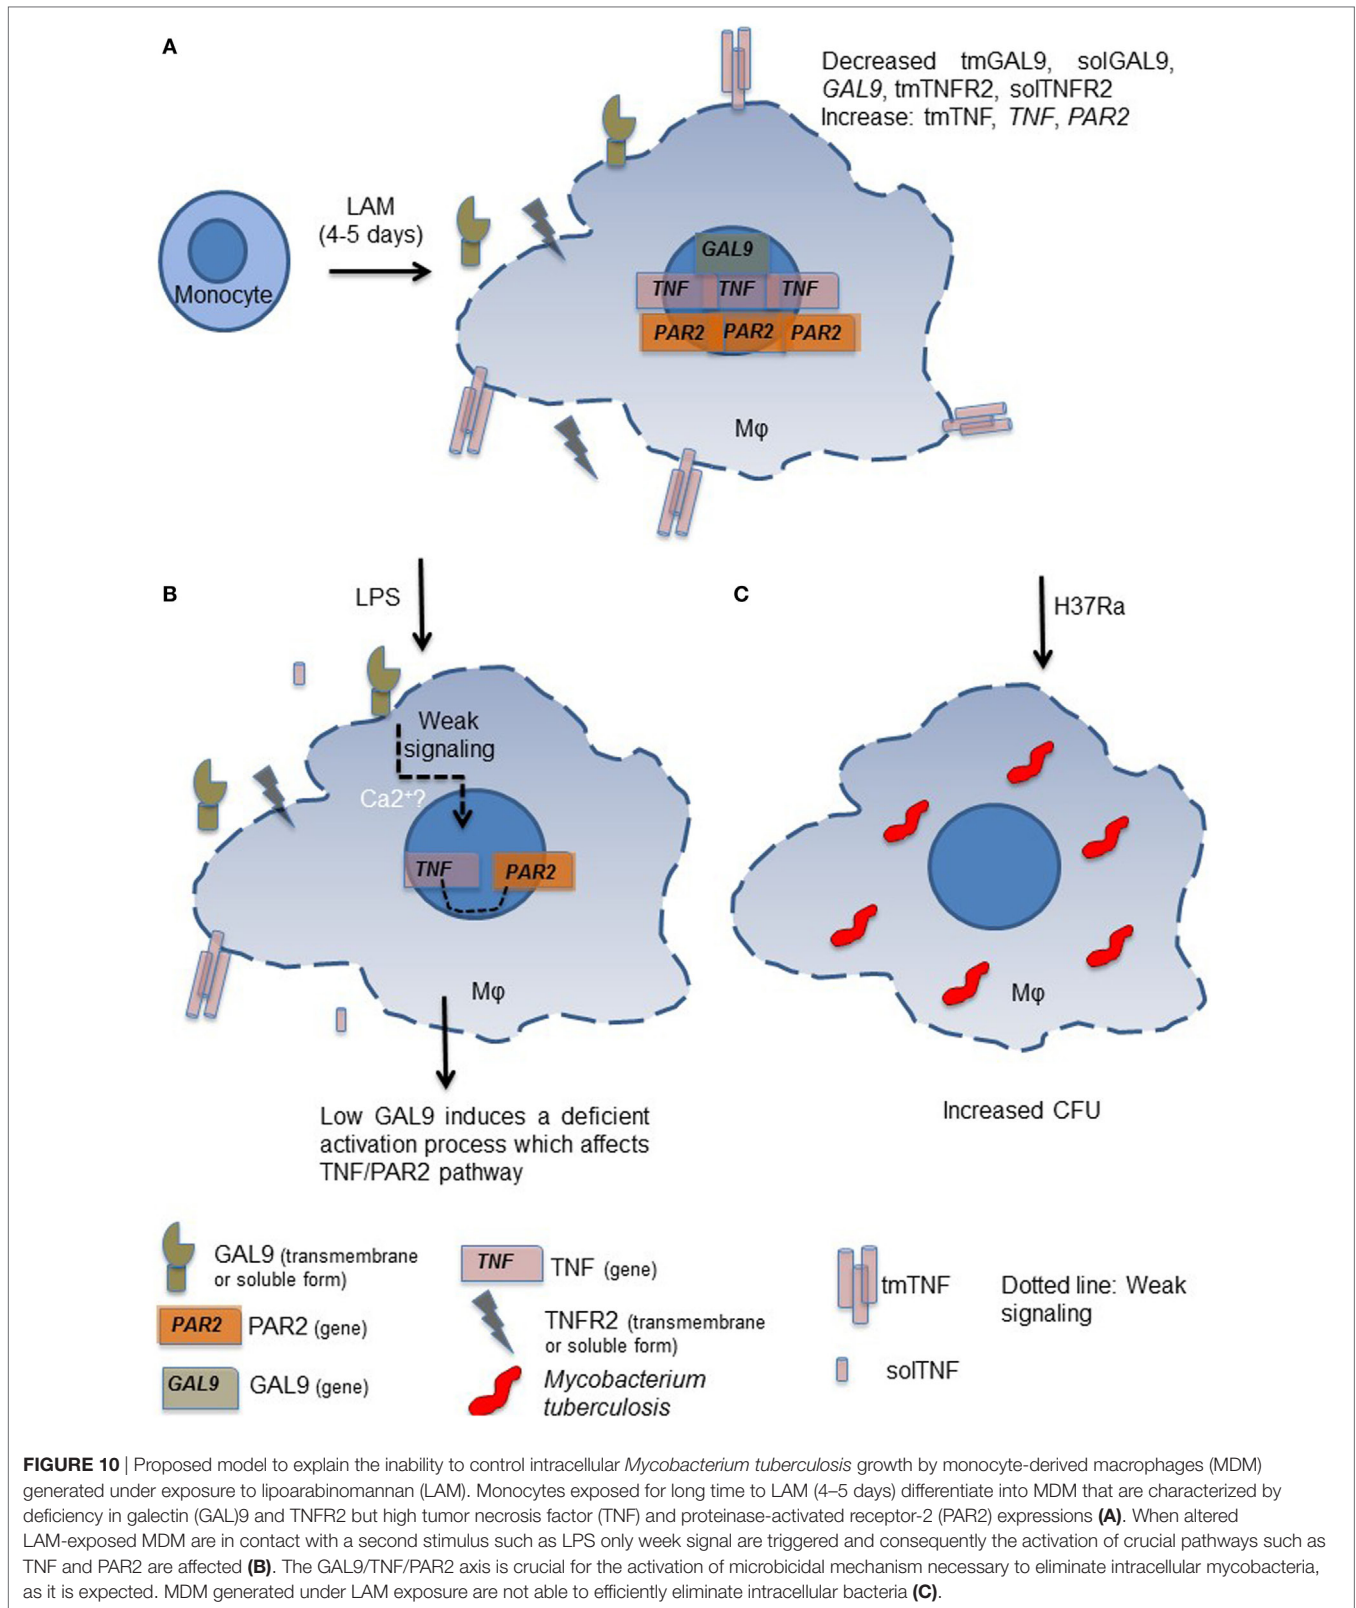 A
Decreased tmGAL9, solGAL9,
GAL9, tmTNFR2, solTNFR2
Increase: tmTNF, TNF, PAR2
LAM
(4-5 days)
Monocyte
GAL9
TNF TNF TNF
PAR2 PAR2 PAR2
Mφ
B
LPS
Weak
signaling
Ca2+?
TNF PAR2
Mφ
Low GAL9 induces a deficient
activation process which affects
TNF/PAR2 pathway
C
H37Ra
Mφ
Increased CFU
GAL9 (transmembrane
or soluble form)
PAR2 PAR2 (gene)
GAL9 GAL9 (gene)
TNF TNF (gene)
TNFR2 (transmembrane
or soluble form)
Mycobacterium
tuberculosis
tmTNF
solTNF
Dotted line: Weak
signaling
FIGURE 10 | Proposed model to explain the inability to control intracellular Mycobacterium tuberculosis growth by monocyte-derived macrophages (MDM)
generated under exposure to lipoarabinomannan (LAM). Monocytes exposed for long time to LAM (4–5 days) differentiate into MDM that are characterized by
deficiency in galectin (GAL)9 and TNFR2 but high tumor necrosis factor (TNF) and proteinase-activated receptor-2 (PAR2) expressions (A). When altered
LAM-exposed MDM are in contact with a second stimulus such as LPS only week signal are triggered and consequently the activation of crucial pathways such as
TNF and PAR2 are affected (B). The GAL9/TNF/PAR2 axis is crucial for the activation of microbicidal mechanism necessary to eliminate intracellular mycobacteria,
as it is expected. MDM generated under LAM exposure are not able to efficiently eliminate intracellular bacteria (C).